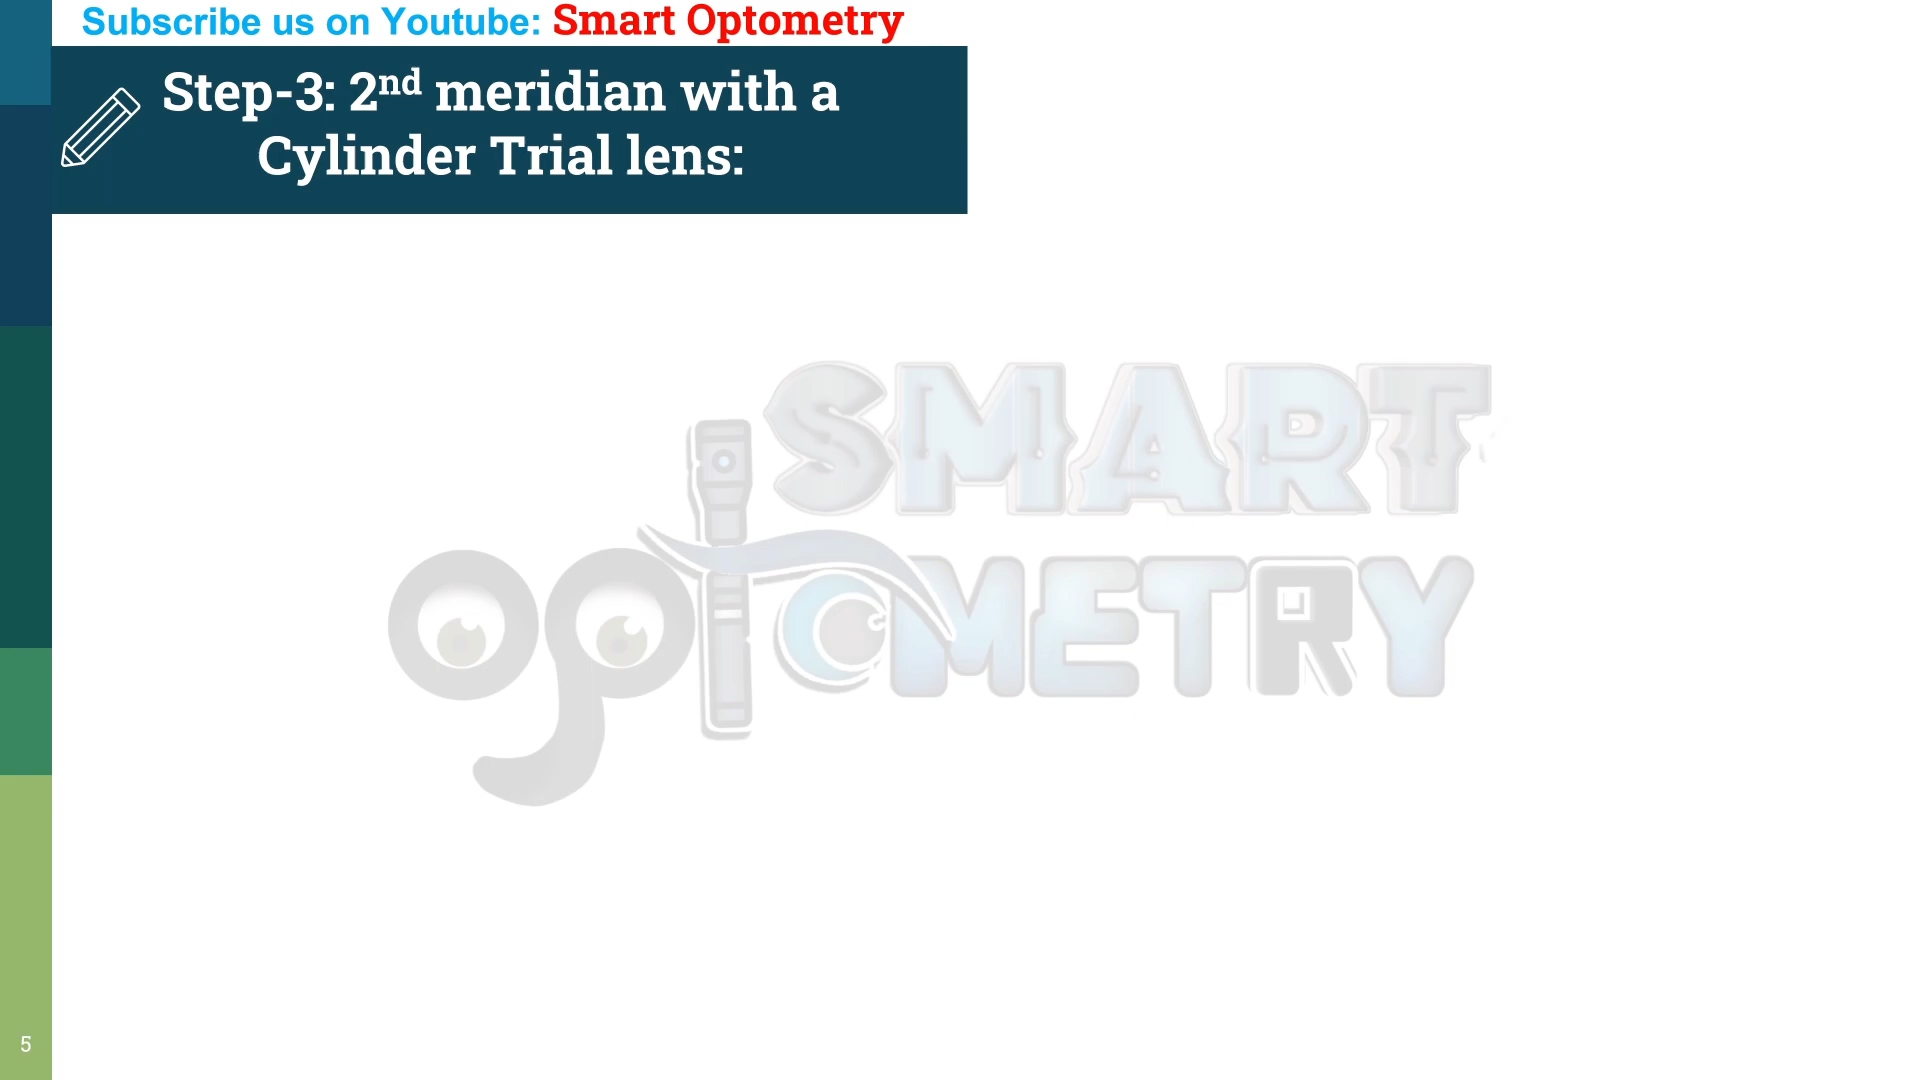 Subscribe us on Youtube: Smart Optometry
Step-3: 2nd meridian with a
Cylinder Trial lens:
SMART
OPTOMETRY
5